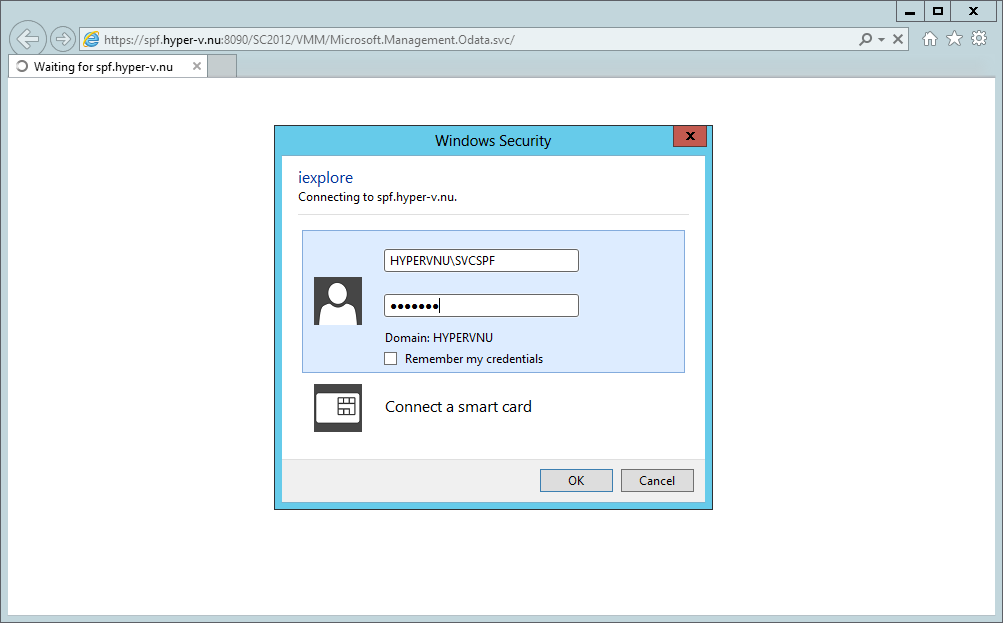 https://spf.hyper-v.nu:8090/SC2012/VMM/Microsoft.Management.Odata.svc/
Waiting for spf.hyper-v.nu
Windows Security
iexplore
Connecting to spf.hyper-v.nu.
HYPERVNU\SVCSPF
•••••••
Domain: HYPERVNU
Remember my credentials
Connect a smart card
OK
Cancel